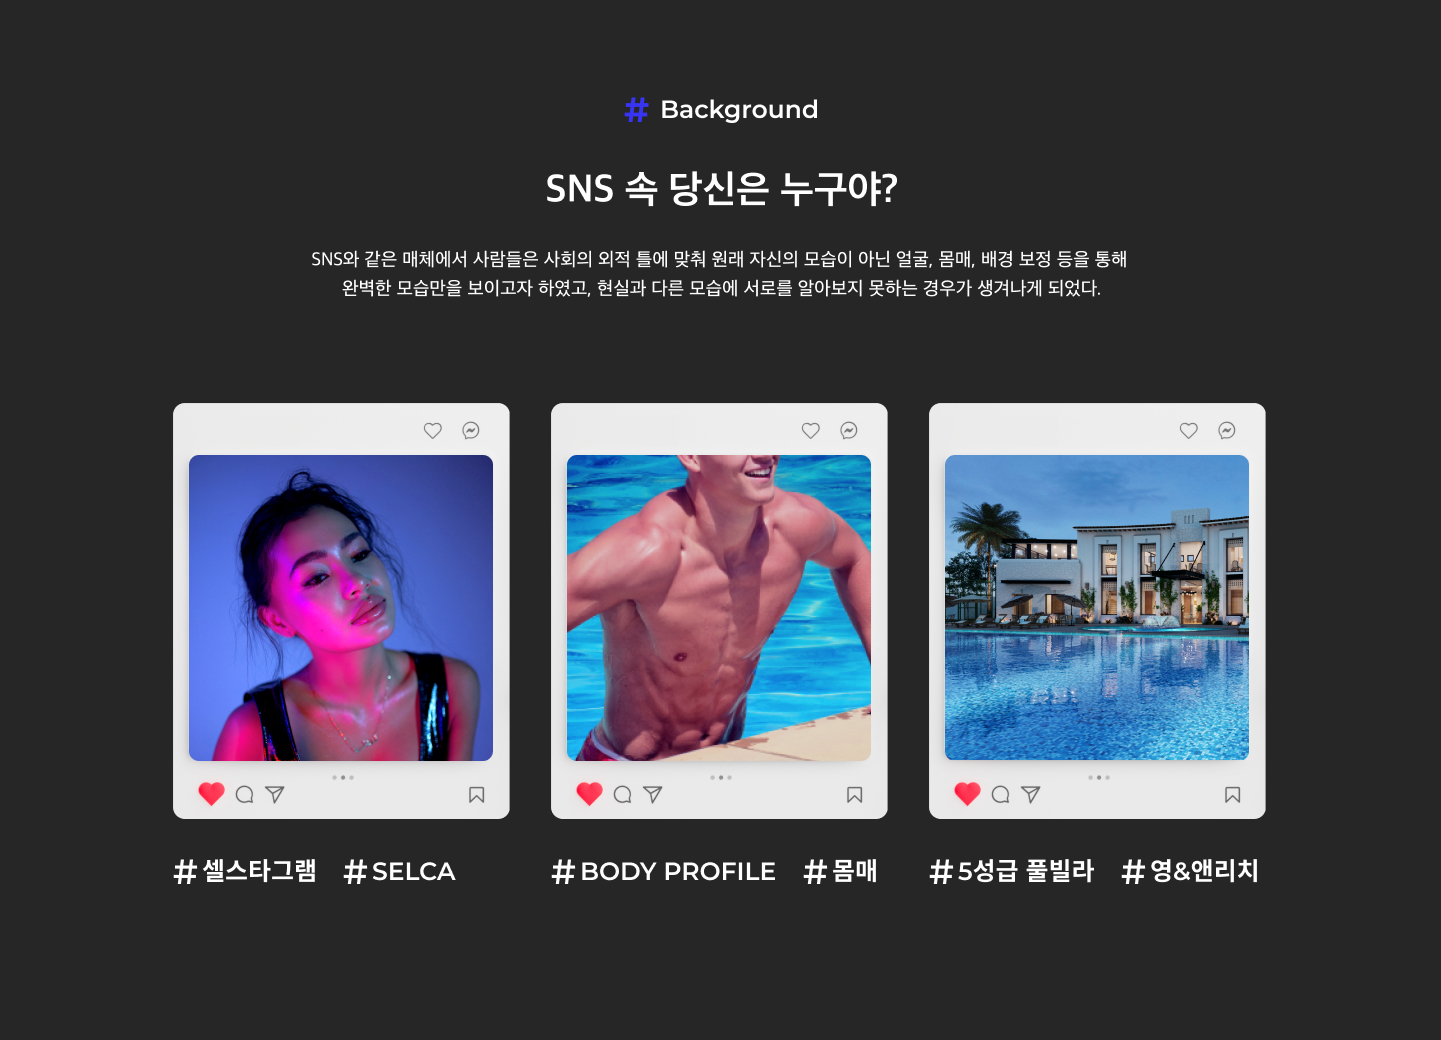 # Background
SNS 속 당신은 누구야?
SNS와 같은 매체에서 사람들은 사회의 외적 틀에 맞춰 원래 자신의 모습이 아닌 얼굴, 몸매, 배경 보정 등을 통해
완벽한 모습만을 보이고자 하였고, 현실과 다른 모습에 서로를 알아보지 못하는 경우가 생겨나게 되었다.
#셀스타그램 #SELCA
#BODY PROFILE #몸매
#5성급 풀빌라 #영&앤리치